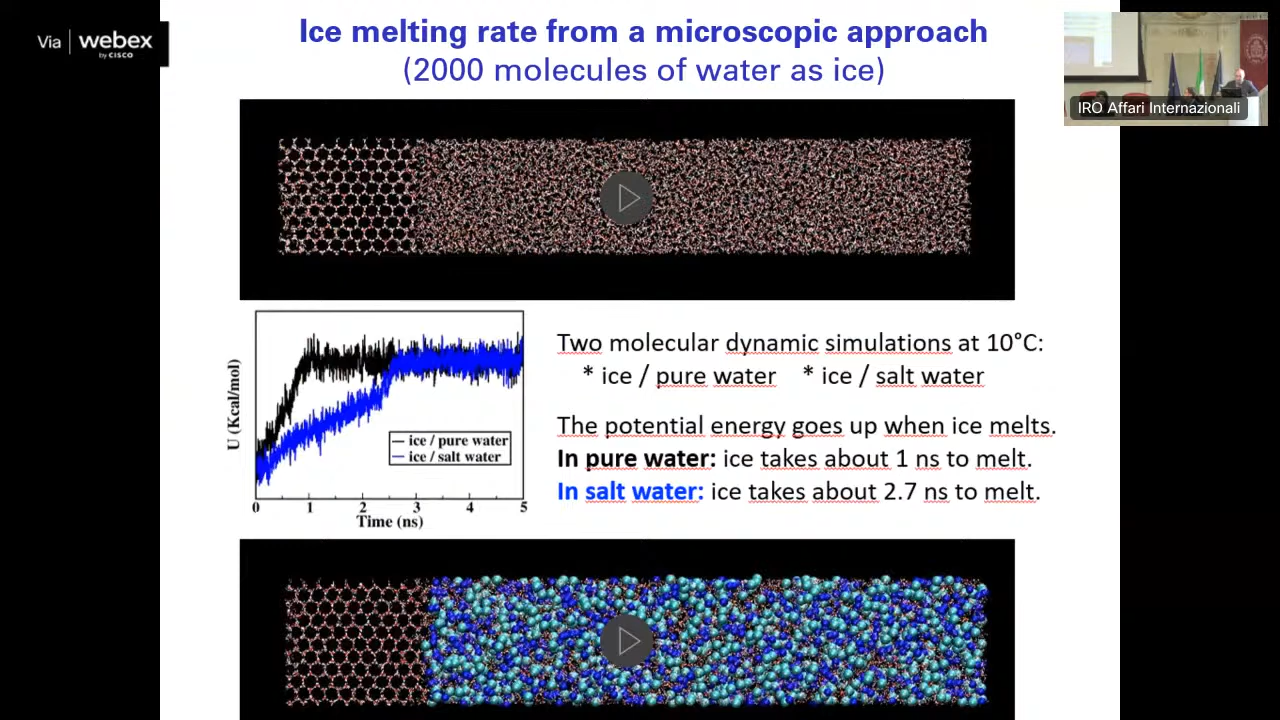 Via | webex
by CISCO
Ice melting rate from a microscopic approach
(2000 molecules of water as ice)
IRO Affari Internazionali
U (Kcal/mol)
ice / pure water
ice / salt water
0 1 2 3 4 5
Time (ns)
Two molecular dynamic simulations at 10°C:
* ice / pure water * ice / salt water
The potential energy goes up when ice melts.
In pure water: ice takes about 1 ns to melt.
In salt water: ice takes about 2.7 ns to melt.